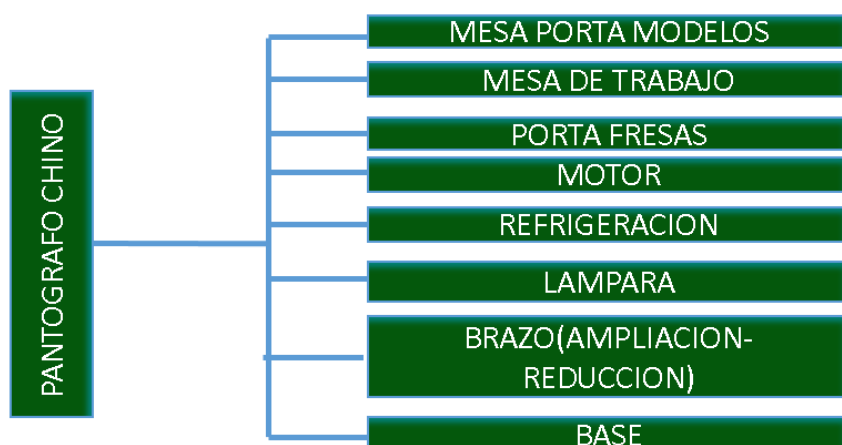 PANTOGRAFO CHINO
MESA PORTA MODELOS
MESA DE TRABAJO
PORTA FRESAS
MOTOR
REFRIGERACION
LAMPARA
BRAZO(AMPLIACION-
REDUCCION)
BASE